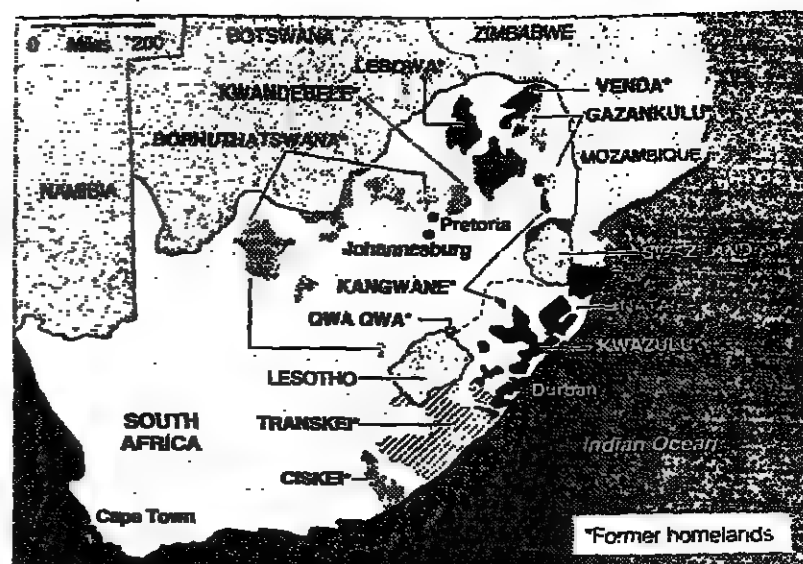 0 Miles 200
BOTSWANA
ZIMBABWE
LEBOWA*
KWANDEBELE*
VENDA*
GAZANKULU*
BOPHUTHATSWANA*
MOZAMBIQUE
NAMIBIA
Pretoria
Johannesburg
KANGWANE*
QWA QWA*
KWAZULU*
LESOTHO
Durban
SOUTH
AFRICA
TRANSKEI*
Indian Ocean
CISKEI*
Cape Town
*Former homelands